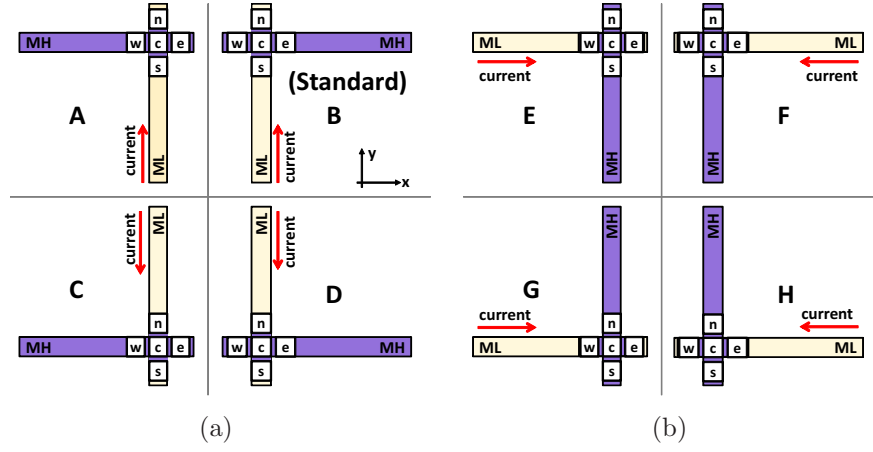 n
MH w c e
s
A
current
ML
n
w c e MH
s
(Standard)
B
current
ML
y
x
n
ML w c e
s
current
E
MH
n
w c e ML
s
current
F
MH
ML
current
C
n
MH w c e
s
ML
current
D
n
w c e MH
s
MH
G
current
n
ML w c e
s
MH
H
current
n
w c e ML
s
(a)
(b)